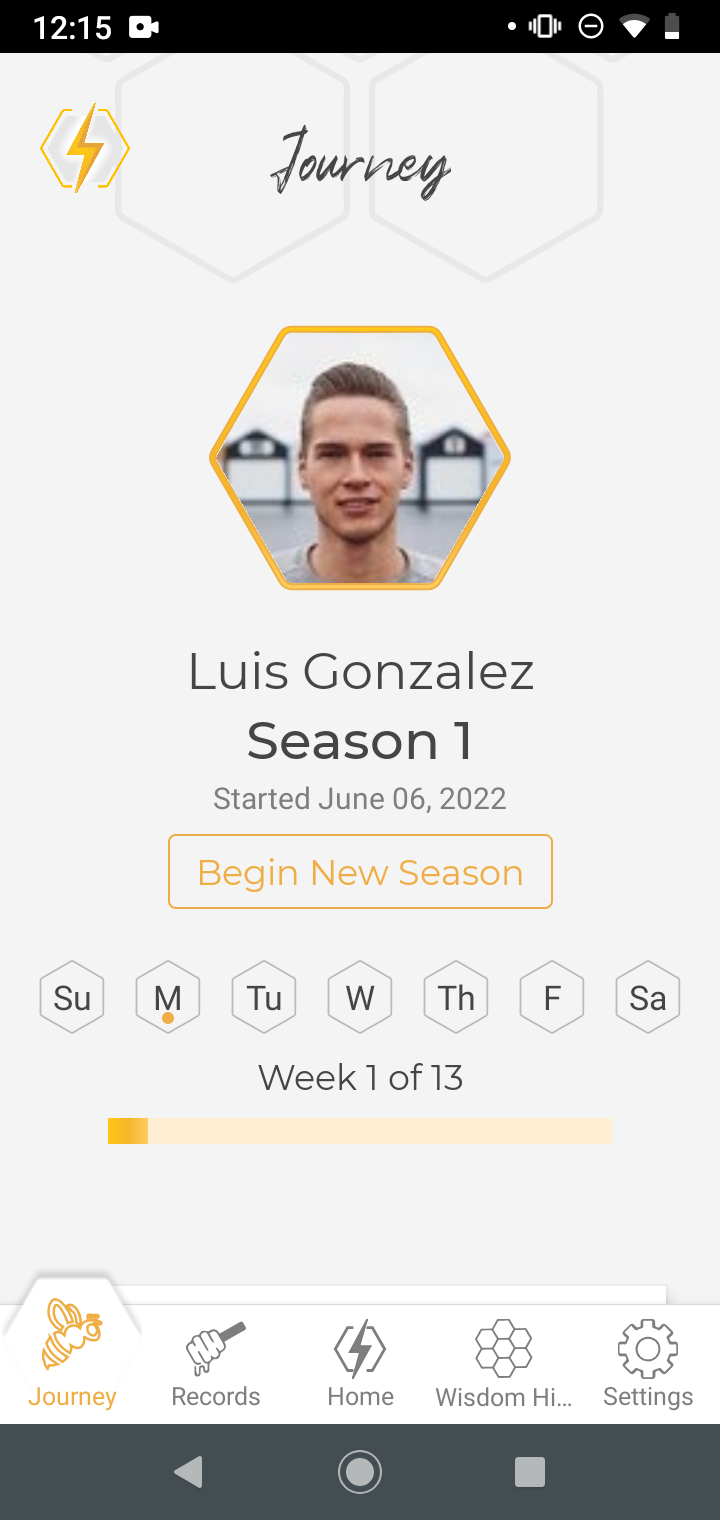 12:15
Journey
Luis Gonzalez
Season 1
Started June 06, 2022
Begin New Season
Su M Tu W Th F Sa
Week 1 of 13
Journey Records Home Wisdom Hi... Settings